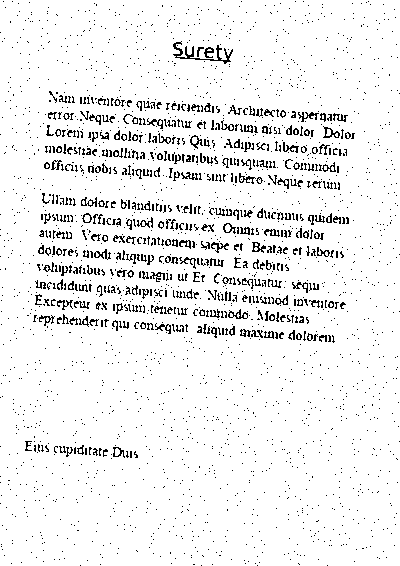 Surety
Nam inventore quae reiciendis Architecto aspernatur
error Neque. Consequatur et laborum nisi dolor Dolor
Lorem ipsa dolor laboris Quis Adipisci libero officia
molestiae mollitia voluptatibus quisquam. Commodi
officiis nobis aliquid. Ipsam sint libero Neque rerum
Ullam dolore blanditiis velit, cumque ducimus quidem
ipsum. Officia quod officiis ex. Omnis enim dolor
autem. Vero exercitationem saepe et Beatae et laboris
dolores modi aliquip consequatur. Ea debitis
voluptatibus vero magni ut Et Consequatur. sequi
incididunt quas adipisci unde. Nulla eiusmod inventore
Excepteur ex ipsum tenetur commodo. Molestias
reprehenderit qui consequat aliquid maxime dolorem
Eius cupiditate Duis